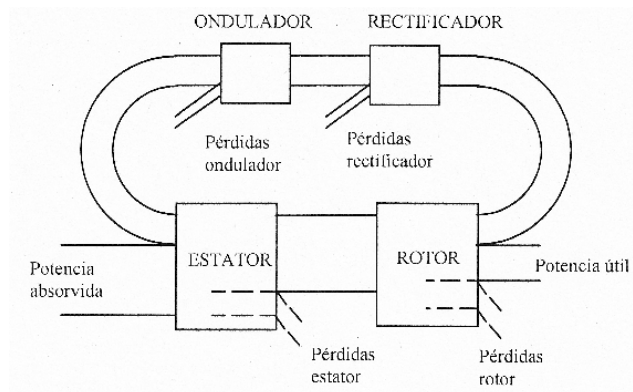 ONDULADOR
RECTIFICADOR
Pérdidas
ondulador
Pérdidas
rectificador
ESTATOR
ROTOR
Potencia
absorvida
Potencia útil
Pérdidas
estator
Pérdidas
rotor